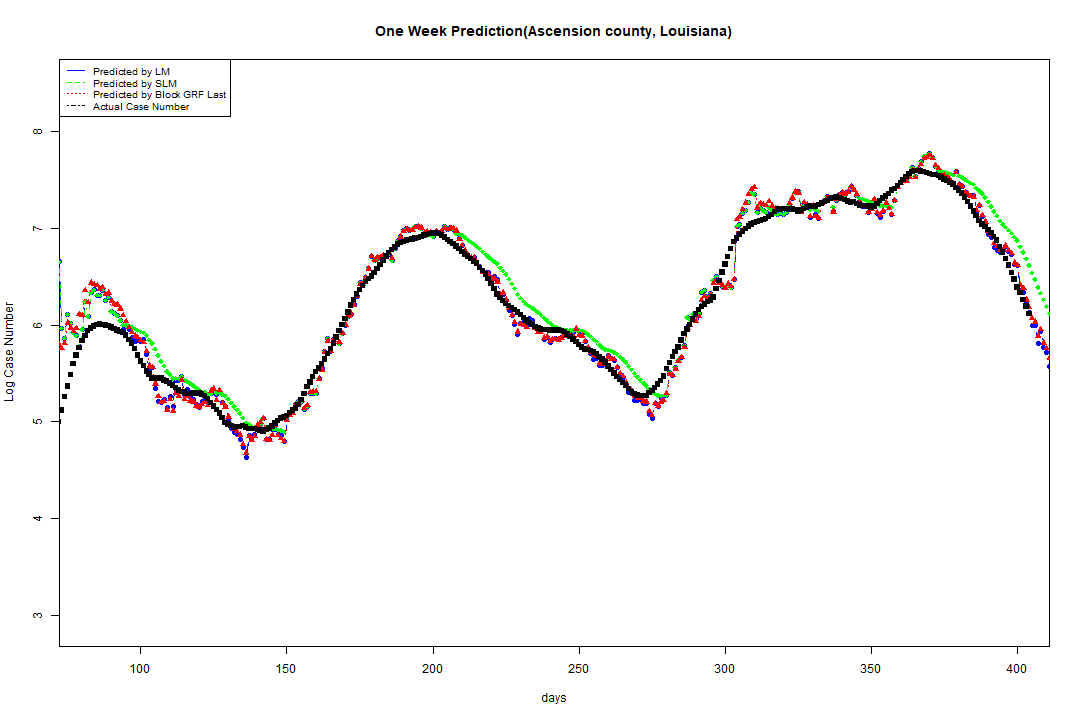 One Week Prediction(Ascension county, Louisiana)
Predicted by LM
Predicted by SLM
Predicted by Block GRF Last
Actual Case Number
Log Case Number
8
7
6
5
4
3
100 150 200 250 300 350 400
days